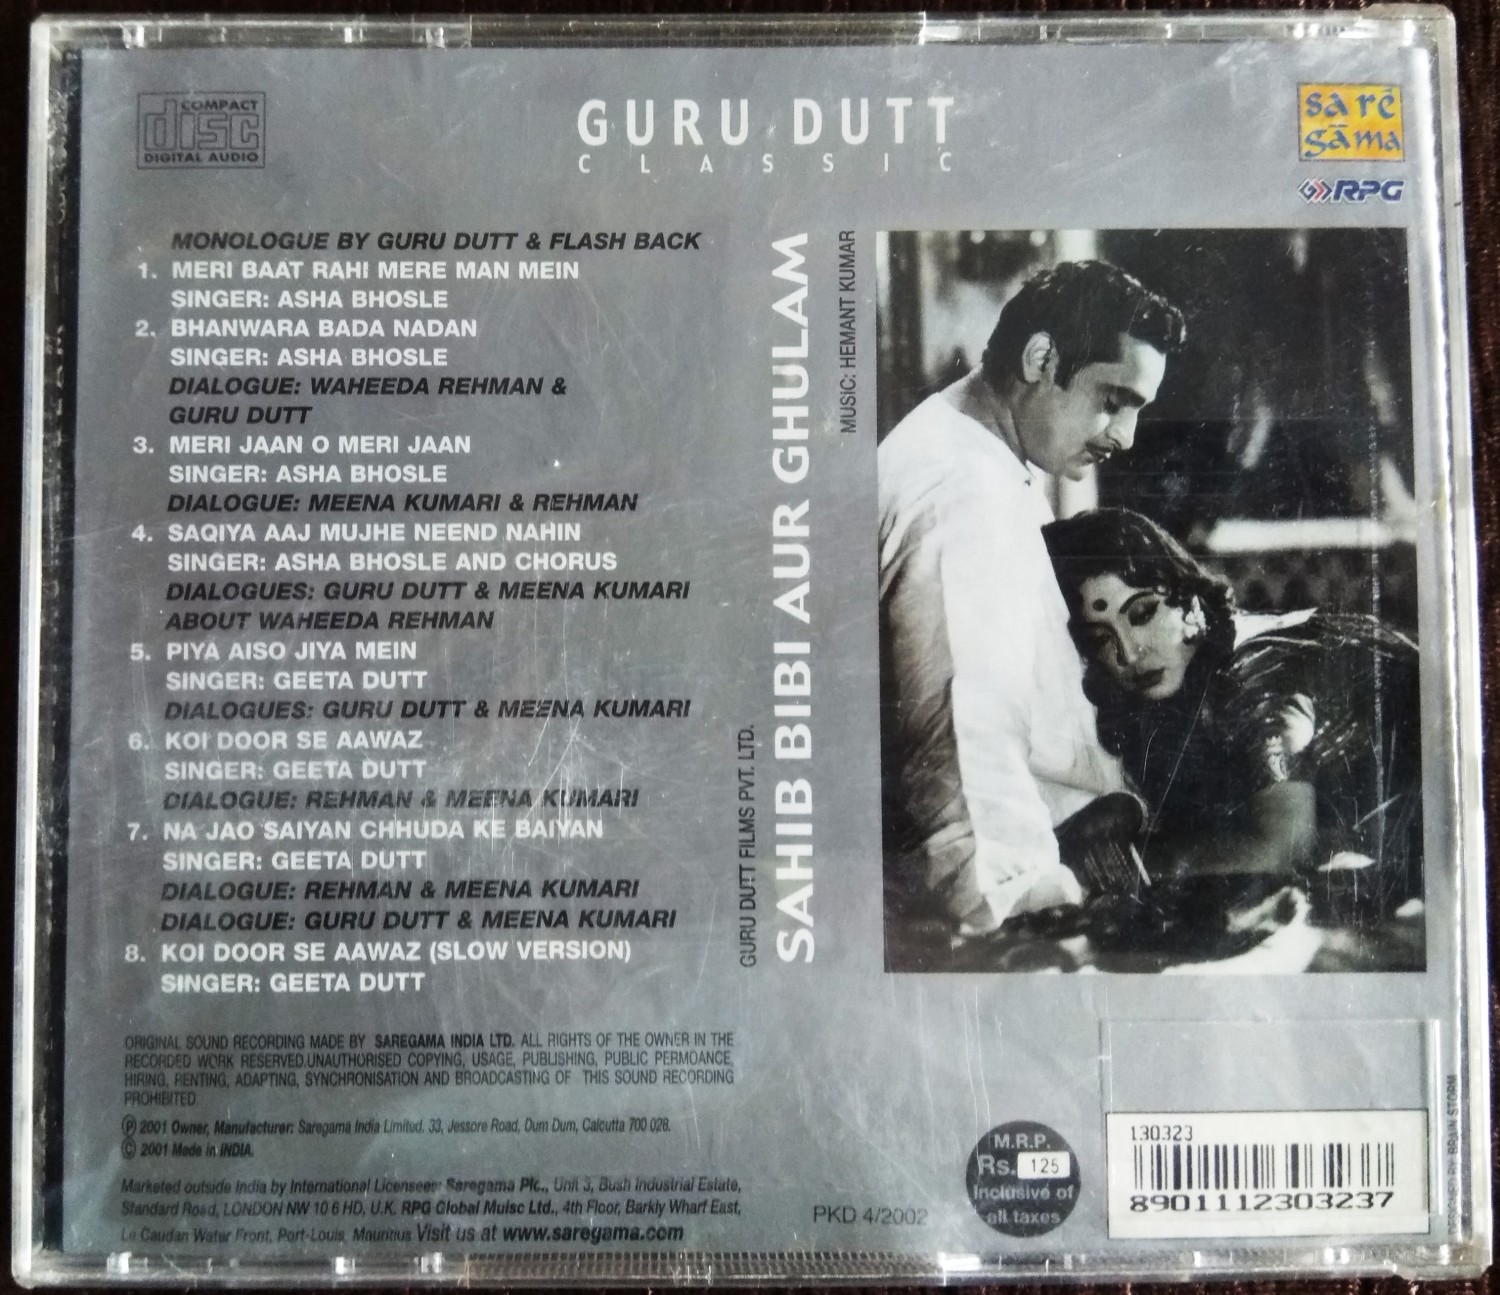 COMPACT
disc
DIGITAL AUDIO
GURU DUTT
CLASSIC
sa rē
gāma
RPG
MONOLOGUE BY GURU DUTT & FLASH BACK
1. MERI BAAT RAHI MERE MAN MEIN
SINGER: ASHA BHOSLE
2. BHANWARA BADA NADAN
SINGER: ASHA BHOSLE
DIALOGUE: WAHEEDA REHMAN &
GURU DUTT
3. MERI JAAN O MERI JAAN
SINGER: ASHA BHOSLE
DIALOGUE: MEENA KUMARI & REHMAN
4. SAQIYA AAJ MUJHE NEEND NAHIN
SINGER: ASHA BHOSLE AND CHORUS
DIALOGUES: GURU DUTT & MEENA KUMARI
ABOUT WAHEEDA REHMAN
5. PIYA AISO JIYA MEIN
SINGER: GEETA DUTT
DIALOGUES: GURU DUTT & MEENA KUMARI
6. KOI DOOR SE AAWAZ
SINGER: GEETA DUTT
DIALOGUE: REHMAN & MEENA KUMARI
7. NA JAO SAIYAN CHHUDA KE BAIYAN
SINGER: GEETA DUTT
DIALOGUE: REHMAN & MEENA KUMARI
DIALOGUE: GURU DUTT & MEENA KUMARI
8. KOI DOOR SE AAWAZ (SLOW VERSION)
SINGER: GEETA DUTT
GURU DUTT FILMS PVT. LTD.
SAHIB BIBI AUR GHULAM
MUSIC: HEMANT KUMAR
ORIGINAL SOUND RECORDING MADE BY SAREGAMA INDIA LTD. ALL RIGHTS OF THE OWNER IN THE
RECORDED WORK RESERVED.UNAUTHORISED COPYING, USAGE, PUBLISHING, PUBLIC PERMOANCE,
HIRING, RENTING, ADAPTING, SYNCHRONISATION AND BROADCASTING OF THIS SOUND RECORDING
PROHIBITED.
℗ 2001 Owner, Manufacturer: Saregama India Limited. 33, Jessore Road, Dum Dum, Calcutta 700 028.
© 2001 Made in INDIA.
Marketed outside India by International Licenseer: Saregama Plc., Unit 3, Bush Industrial Estate,
Standard Road, LONDON NW 10 6 HD, U.K. RPG Global Muisc Ltd., 4th Floor, Barkly Wharf East,
Le Caudan Water Front, Port-Louis, Mauritius Visit us at www.saregama.com
PKD 4/2002
M.R.P.
Rs. 125
Inclusive of
all taxes
130323
8901112303237
DESIGNED BY BRAIN STORM